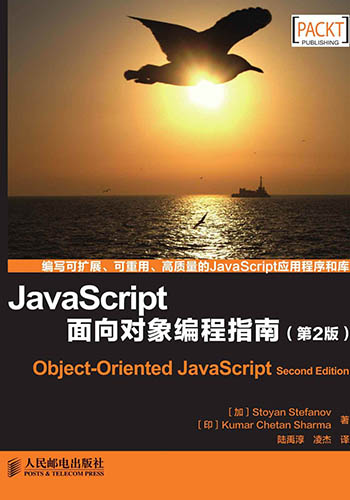 [PACKT]
PUBLISHING
编写可扩展、可重用、高质量的JavaScript应用程序和库
JavaScript
面向对象编程指南（第2版）
Object-Oriented JavaScript Second Edition
［加］Stoyan Stefanov
［印］Kumar Chetan Sharma 著
陆禹淳 凌杰 译
人民邮电出版社
POSTS & TELECOM PRESS